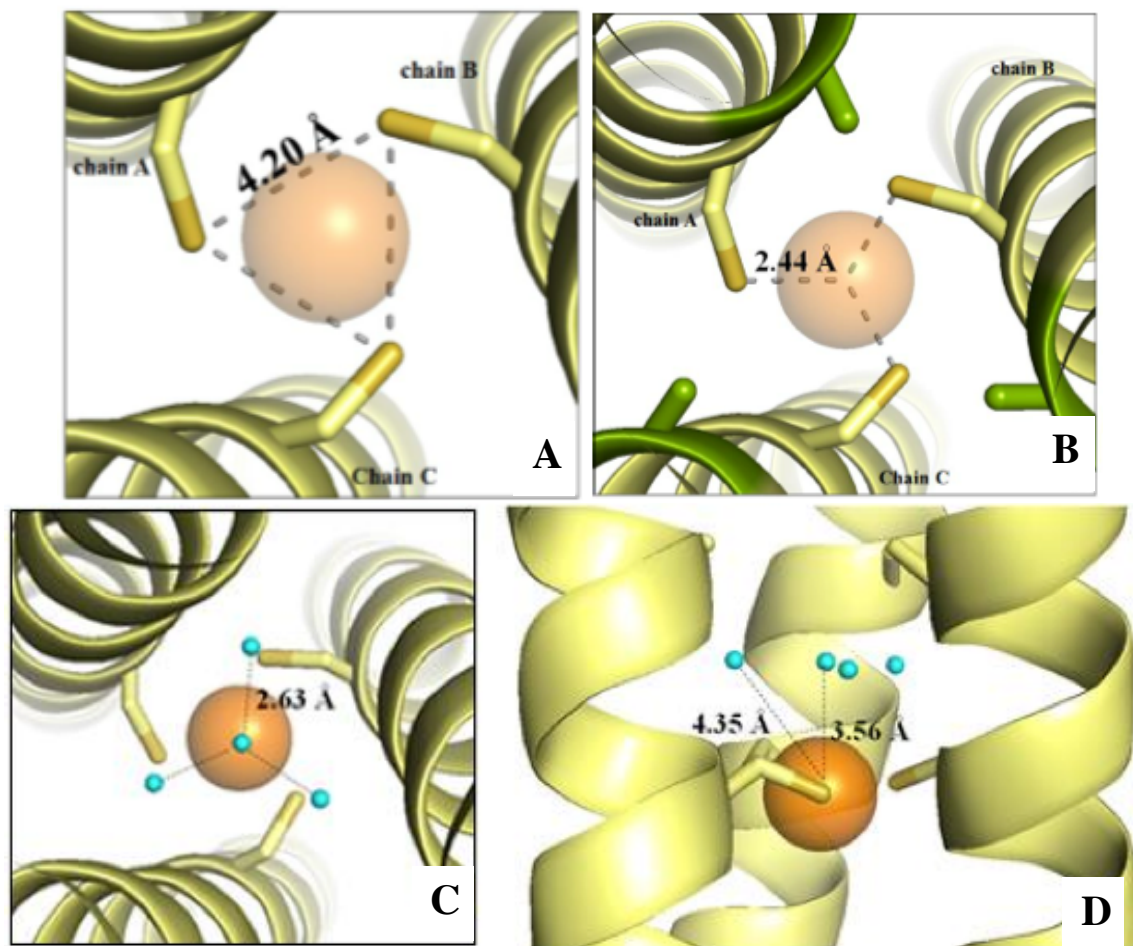 chain B
4.20 Å
chain A
Chain C
A
chain B
chain A
2.44 Å
Chain C
B
2.63 Å
C
4.35 Å
3.56 Å
D